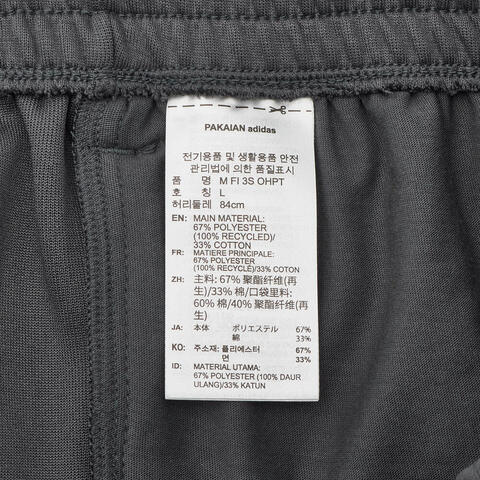 PAKAIAN adidas
전기용품 및 생활용품 안전
관리법에 의한 품질표시
품 명 M FI 3S OHPT
호 칭 L
허리둘레 84cm
EN: MAIN MATERIAL:
67% POLYESTER
(100% RECYCLED)/
33% COTTON
FR: MATIERE PRINCIPALE:
67% POLYESTER
(100% RECYCLÉ)/33% COTON
ZH: 主料: 67% 聚酯纤维(再
生)/33% 棉/口袋里料:
60% 棉/40% 聚酯纤维(再
生)
JA: 本体 ポリエステル 67%
綿 33%
KO: 주소재: 폴리에스터 67%
면 33%
ID: MATERIAL UTAMA:
67% POLYESTER (100% DAUR
ULANG)/33% KATUN